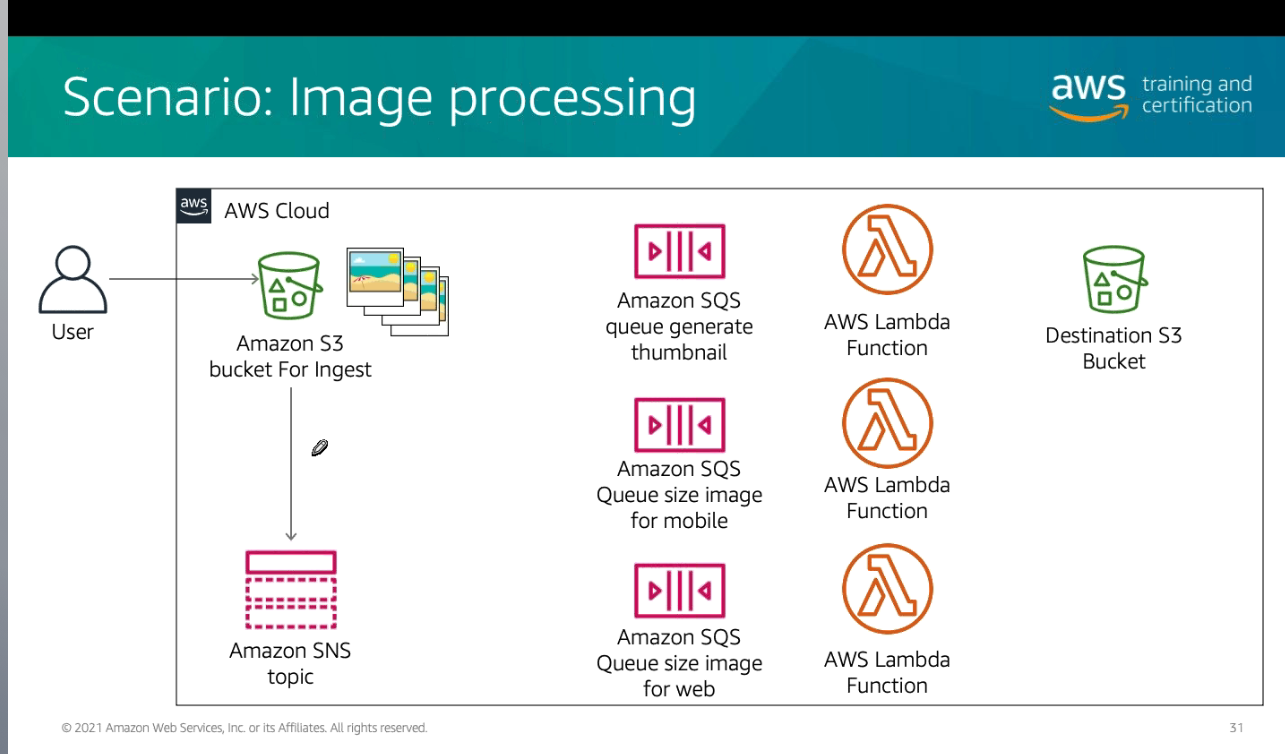 Scenario: Image processing
aws training and
certification
aws
AWS Cloud
User
Amazon S3
bucket For Ingest
Amazon SNS
topic
Amazon SQS
queue generate
thumbnail
AWS Lambda
Function
Destination S3
Bucket
Amazon SQS
Queue size image
for mobile
AWS Lambda
Function
Amazon SQS
Queue size image
for web
AWS Lambda
Function
© 2021 Amazon Web Services, Inc. or its Affiliates. All rights reserved.
31